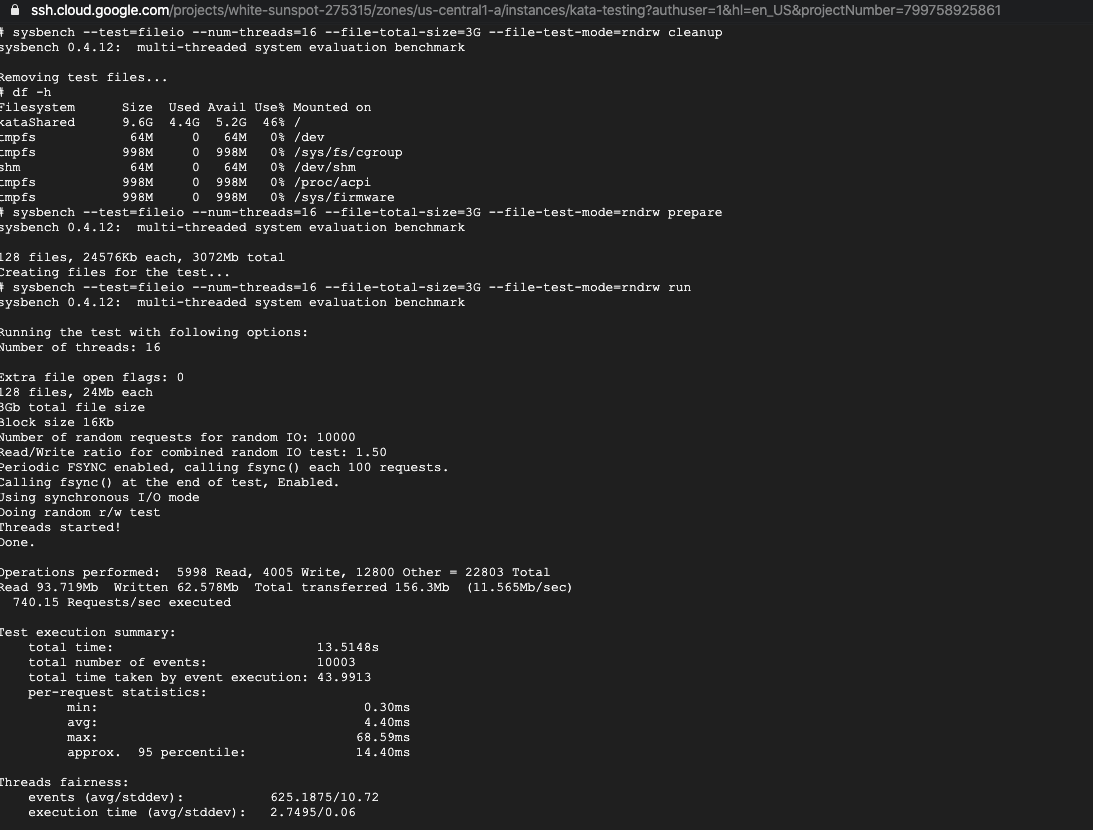 ssh.cloud.google.com/projects/white-sunspot-275315/zones/us-central1-a/instances/kata-testing?authuser=1&hl=en_US&projectNumber=799758925861
# sysbench --test=fileio --num-threads=16 --file-total-size=3G --file-test-mode=rndrw cleanup
sysbench 0.4.12:  multi-threaded system evaluation benchmark

Removing test files...
# df -h
Filesystem      Size  Used Avail Use% Mounted on
kataShared      9.6G  4.4G  5.2G  46% /
tmpfs            64M     0   64M   0% /dev
tmpfs           998M     0  998M   0% /sys/fs/cgroup
shm              64M     0   64M   0% /dev/shm
tmpfs           998M     0  998M   0% /proc/acpi
tmpfs           998M     0  998M   0% /sys/firmware
# sysbench --test=fileio --num-threads=16 --file-total-size=3G --file-test-mode=rndrw prepare
sysbench 0.4.12:  multi-threaded system evaluation benchmark

128 files, 24576Kb each, 3072Mb total
Creating files for the test...
# sysbench --test=fileio --num-threads=16 --file-total-size=3G --file-test-mode=rndrw run
sysbench 0.4.12:  multi-threaded system evaluation benchmark

Running the test with following options:
Number of threads: 16

Extra file open flags: 0
128 files, 24Mb each
3Gb total file size
Block size 16Kb
Number of random requests for random IO: 10000
Read/Write ratio for combined random IO test: 1.50
Periodic FSYNC enabled, calling fsync() each 100 requests.
Calling fsync() at the end of test, Enabled.
Using synchronous I/O mode
Doing random r/w test
Threads started!
Done.

Operations performed:  5998 Read, 4005 Write, 12800 Other = 22803 Total
Read 93.719Mb  Written 62.578Mb  Total transferred 156.3Mb  (11.565Mb/sec)
  740.15 Requests/sec executed

Test execution summary:
    total time:                          13.5148s
    total number of events:              10003
    total time taken by event execution: 43.9913
    per-request statistics:
         min:                                  0.30ms
         avg:                                  4.40ms
         max:                                 68.59ms
         approx.  95 percentile:              14.40ms

Threads fairness:
    events (avg/stddev):           625.1875/10.72
    execution time (avg/stddev):   2.7495/0.06